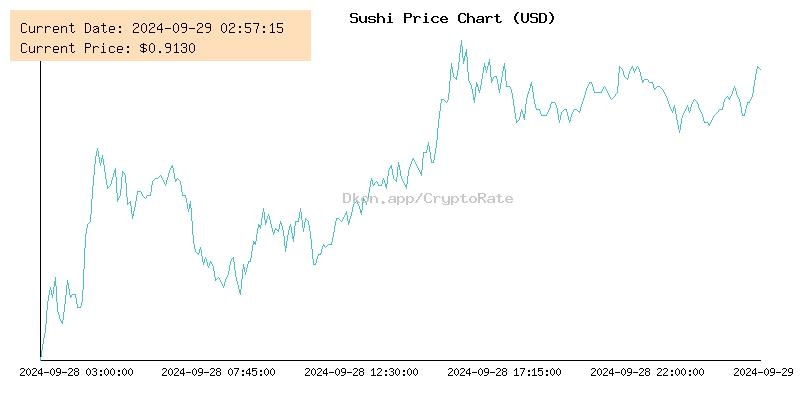 Sushi Price Chart (USD)
Current Date: 2024-09-29 02:57:15
Current Price: $0.9130
Dken.app/CryptoRate
2024-09-28 03:00:00 2024-09-28 07:45:00 2024-09-28 12:30:00 2024-09-28 17:15:00 2024-09-28 22:00:00 2024-09-29